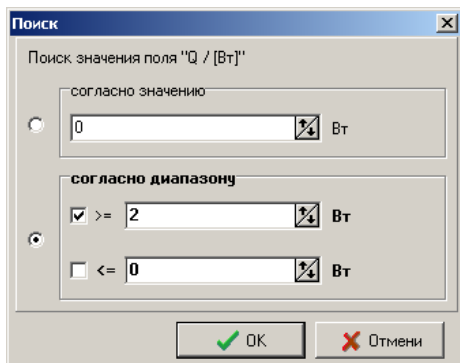 Поиск
Поиск значения поля "Q / [Вт]"
согласно значению
0 Вт
согласно диапазону
>= 2 Вт
<= 0 Вт
OK Отмени